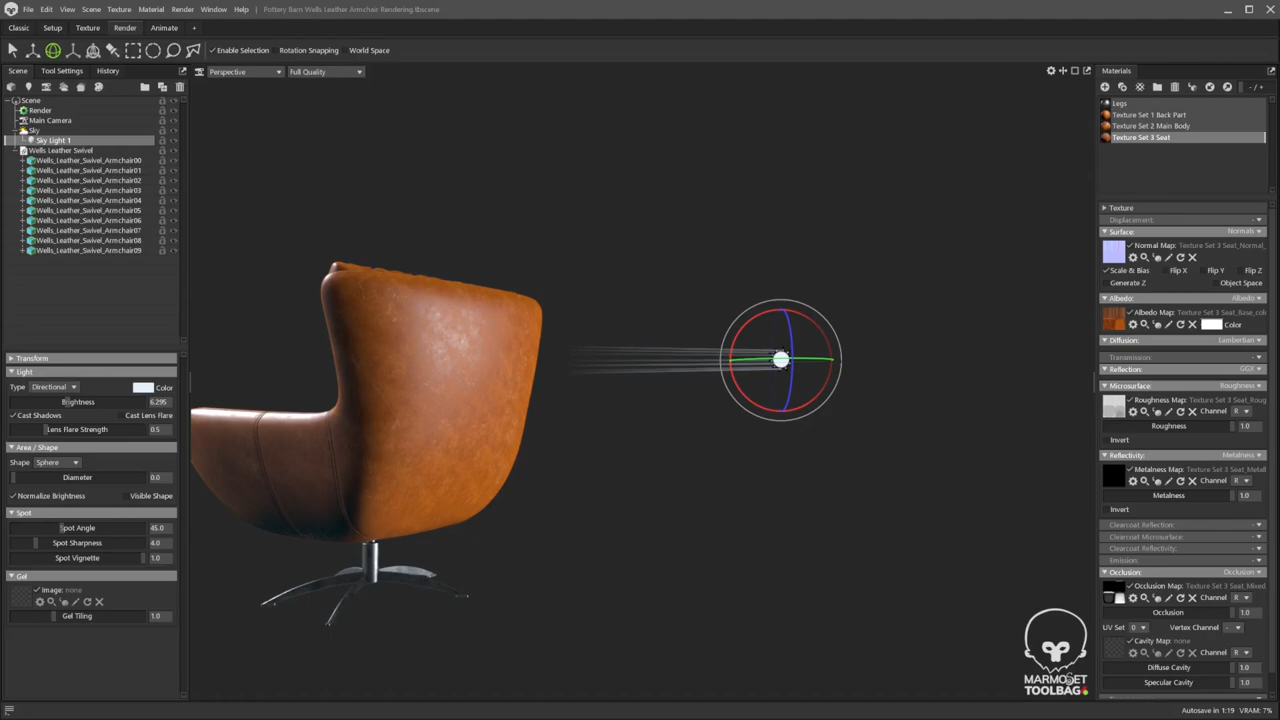 File Edit View Scene Texture Material Render Window Help Pottery Barn Wells Leather Armchair Rendering.tbscene
Classic Setup Texture Render Animate +
Enable Selection Rotation Snapping World Space
Scene Tool Settings History
Perspective Full Quality
Scene
Render
Main Camera
Sky
Sky Light 1
Wells Leather Swivel
Wells_Leather_Swivel_Armchair00
Wells_Leather_Swivel_Armchair01
Wells_Leather_Swivel_Armchair02
Wells_Leather_Swivel_Armchair03
Wells_Leather_Swivel_Armchair04
Wells_Leather_Swivel_Armchair05
Wells_Leather_Swivel_Armchair06
Wells_Leather_Swivel_Armchair07
Wells_Leather_Swivel_Armchair08
Wells_Leather_Swivel_Armchair09
Transform
Light
Type Directional Color
Brightness 6.295
Cast Shadows Cast Lens Flare
Lens Flare Strength 0.5
Area / Shape
Shape Sphere
Diameter 0.0
Normalize Brightness Visible Shape
Spot
Spot Angle 45.0
Spot Sharpness 4.0
Spot Vignette 1.0
Gel
Image: none
Gel Tiling 1.0
MARMOSET
TOOLBAG
Materials
- / +
Legs
Texture Set 1 Back Part
Texture Set 2 Main Body
Texture Set 3 Seat
Texture
Displacement:
Surface: Normals
Normal Map: Texture Set 3 Seat_Normal_
Scale & Bias Flip X Flip Y Flip Z
Generate Z Object Space
Albedo: Albedo
Albedo Map: Texture Set 3 Seat_Base_col
Color
Diffusion: Lambertian
Transmission:
Reflection: GGX
Microsurface: Roughness
Roughness Map: Texture Set 3 Seat_Roug
Channel R
Roughness 1.0
Invert
Reflectivity: Metalness
Metalness Map: Texture Set 3 Seat_Metall
Channel R
Metalness 1.0
Invert
Clearcoat Reflection:
Clearcoat Microsurface:
Clearcoat Reflectivity:
Emission:
Occlusion: Occlusion
Occlusion Map: Texture Set 3 Seat_Mixed
Channel R
Occlusion 1.0
UV Set 0 Vertex Channel -
Cavity Map: none
Channel R
Diffuse Cavity 1.0
Specular Cavity 1.0
Autosave in 1:19 VRAM: 7%